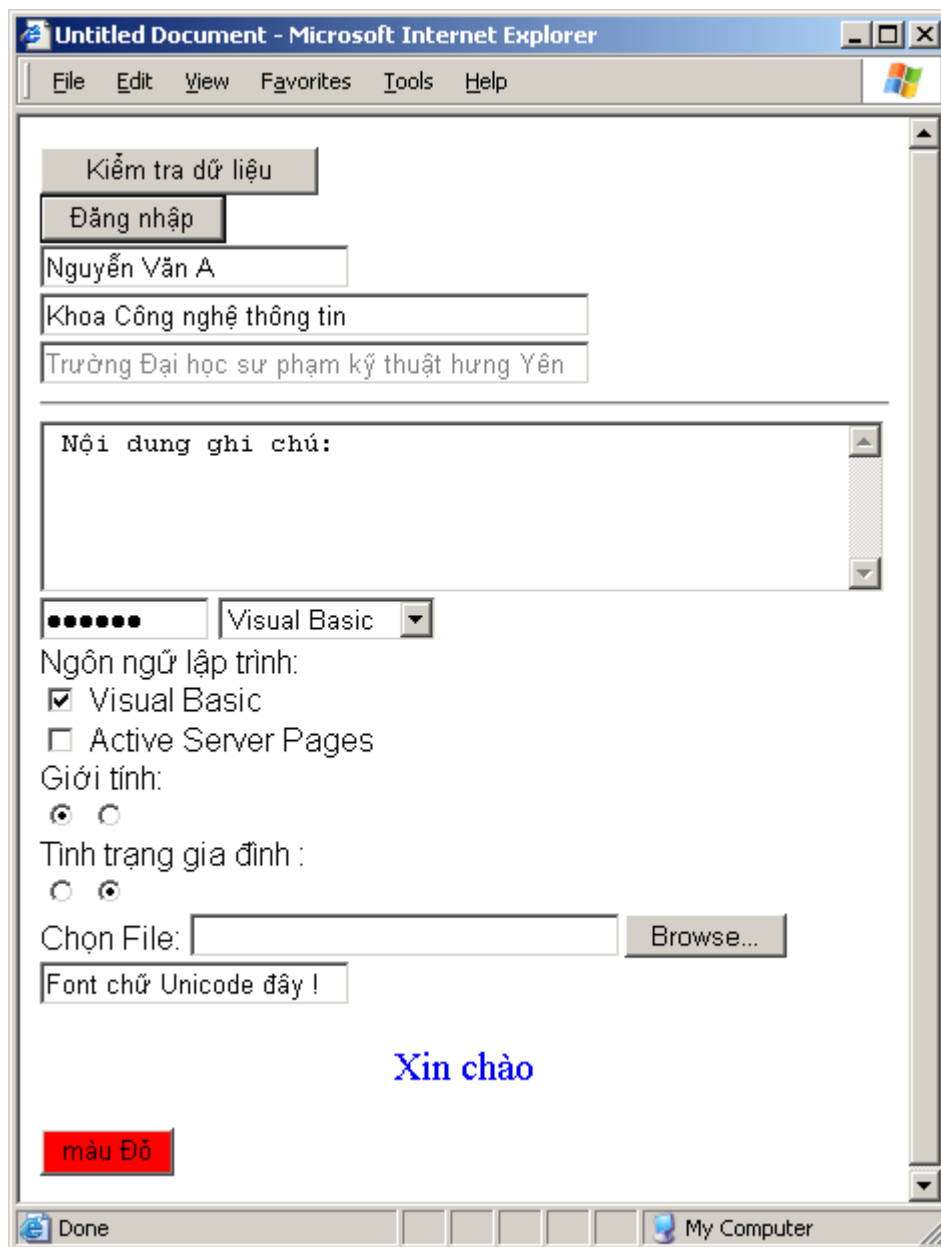 Untitled Document - Microsoft Internet Explorer
File Edit View Favorites Tools Help
Kiểm tra dữ liệu
Đăng nhập
Nguyễn Văn A
Khoa Công nghệ thông tin
Trường Đại học sư phạm kỹ thuật hưng Yên
Nội dung ghi chú:
●●●●●● Visual Basic
Ngôn ngữ lập trình:
Visual Basic
Active Server Pages
Giới tính:
Tình trạng gia đình :
Chọn File: Browse...
Font chữ Unicode đây !
Xin chào
màu Đỏ
Done My Computer